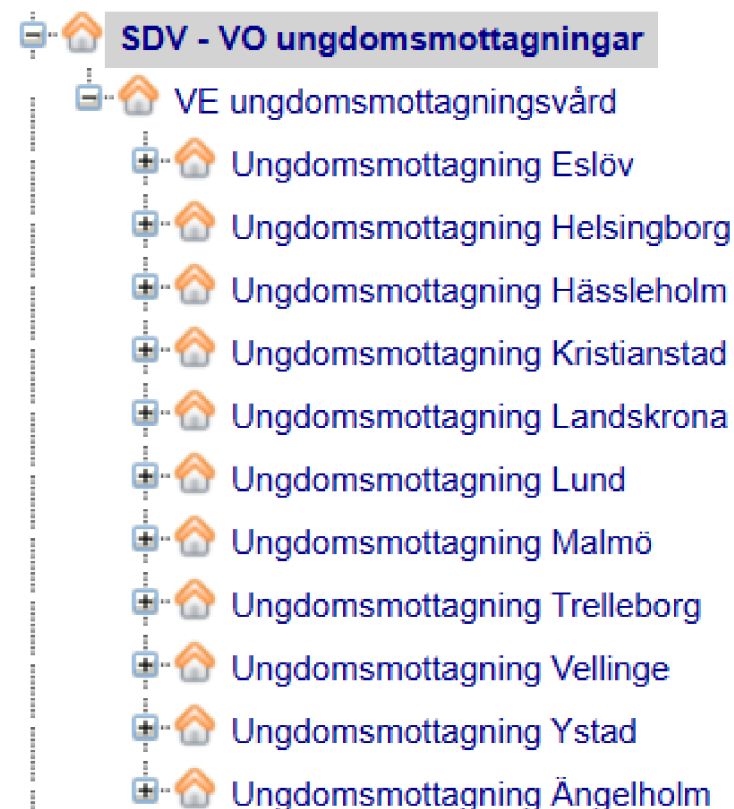 SDV - VO ungdomsmottagningar
VE ungdomsmottagningsvård
Ungdomsmottagning Eslöv
Ungdomsmottagning Helsingborg
Ungdomsmottagning Hässleholm
Ungdomsmottagning Kristianstad
Ungdomsmottagning Landskrona
Ungdomsmottagning Lund
Ungdomsmottagning Malmö
Ungdomsmottagning Trelleborg
Ungdomsmottagning Vellinge
Ungdomsmottagning Ystad
Ungdomsmottagning Ängelholm